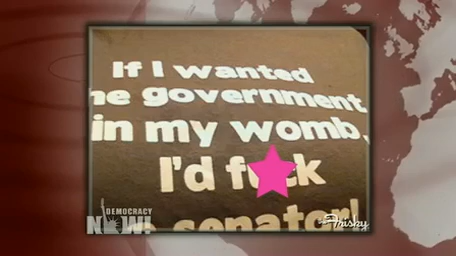 If I wanted
he government
in my womb,
I'd f ck
senator!
DEMOCRACY
NOW!
Frisky